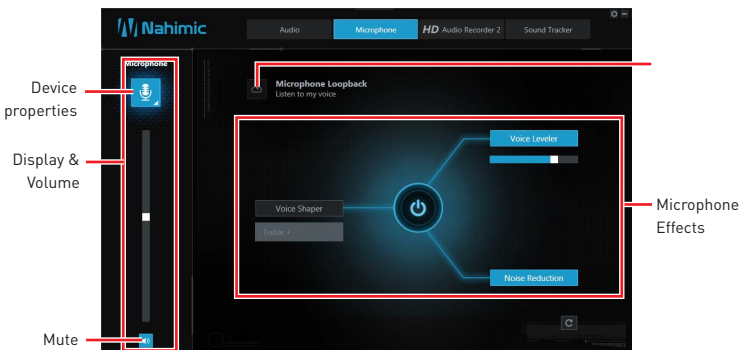 Nahimic
Audio
Microphone
HD Audio Recorder 2
Sound Tracker
Microphone
Device
properties
Microphone Loopback
Listen to my voice
Display &
Volume
Voice Leveler
Voice Shaper
Treble +
Microphone
Effects
Noise Reduction
Mute